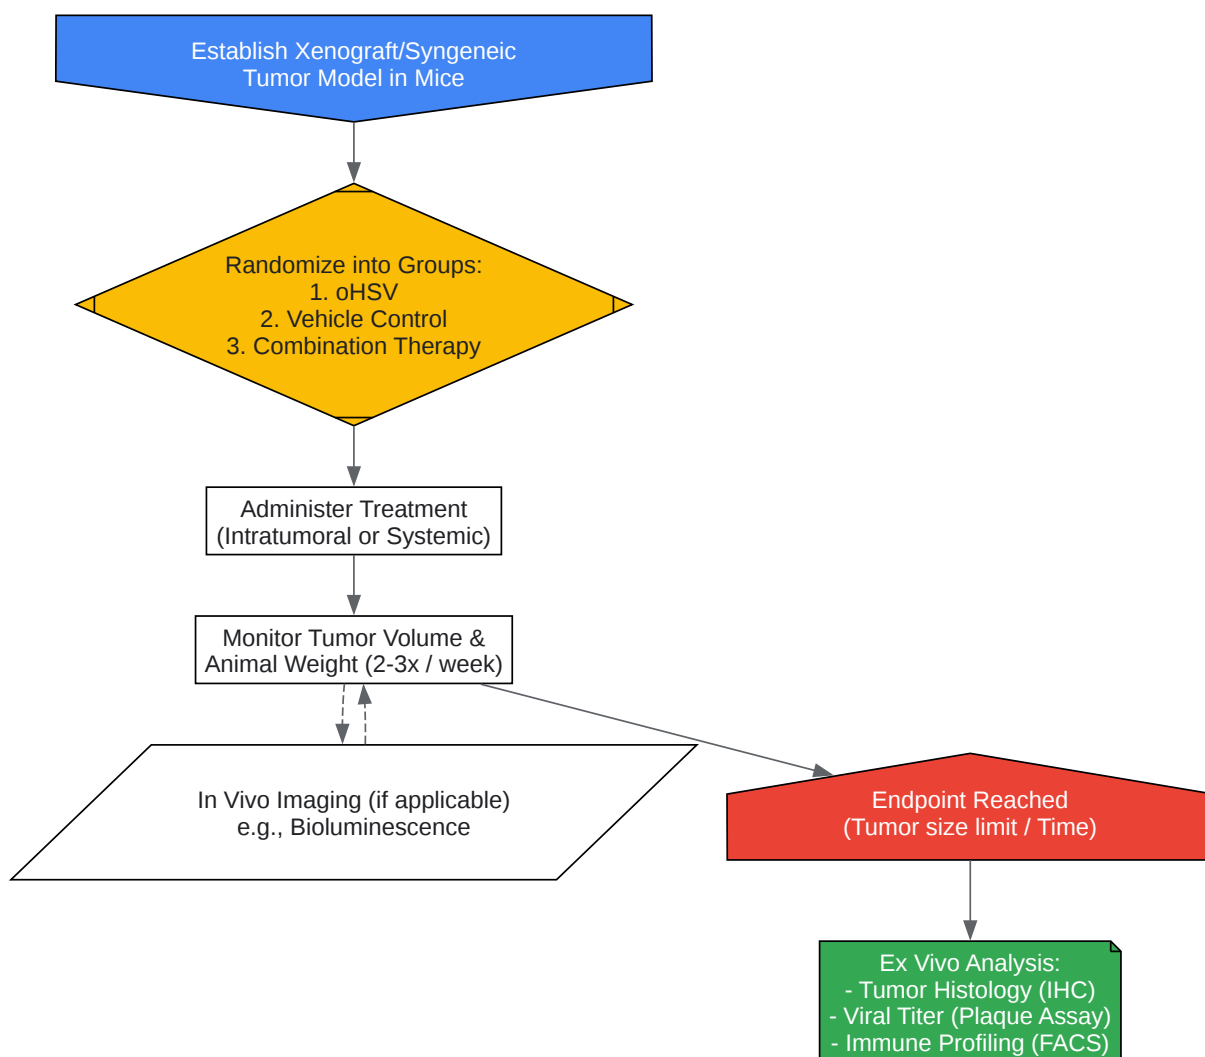 Establish Xenograft/Syngeneic
Tumor Model in Mice
Randomize into Groups:
1. oHSV
2. Vehicle Control
3. Combination Therapy
Administer Treatment
(Intratumoral or Systemic)
Monitor Tumor Volume &
Animal Weight (2-3x / week)
In Vivo Imaging (if applicable)
e.g., Bioluminescence
Endpoint Reached
(Tumor size limit / Time)
Ex Vivo Analysis:
- Tumor Histology (IHC)
- Viral Titer (Plaque Assay)
- Immune Profiling (FACS)